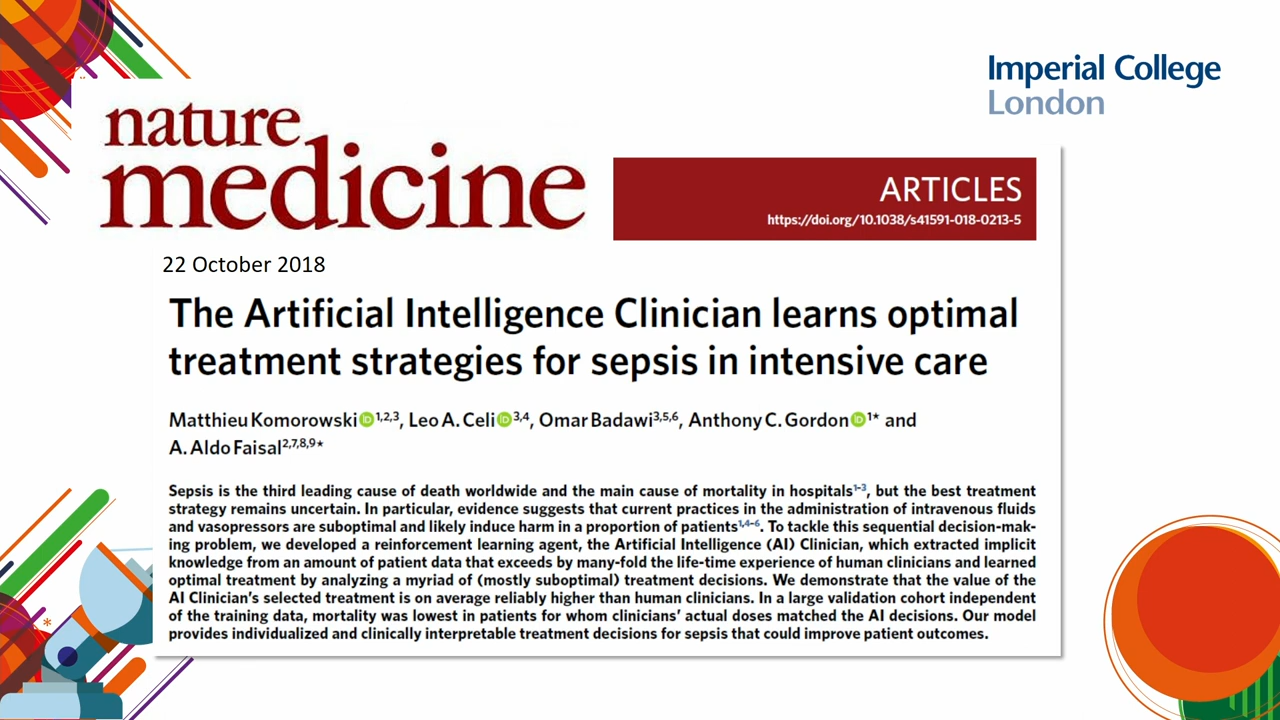 Imperial College
London
nature
medicine
ARTICLES
https://doi.org/10.1038/s41591-018-0213-5
22 October 2018
The Artificial Intelligence Clinician learns optimal
treatment strategies for sepsis in intensive care
Matthieu Komorowski iD 1,2,3, Leo A. Celi iD 3,4, Omar Badawi3,5,6, Anthony C. Gordon iD 1* and
A. Aldo Faisal2,7,8,9*
Sepsis is the third leading cause of death worldwide and the main cause of mortality in hospitals1–3, but the best treatment
strategy remains uncertain. In particular, evidence suggests that current practices in the administration of intravenous fluids
and vasopressors are suboptimal and likely induce harm in a proportion of patients1,4–6. To tackle this sequential decision-mak-
ing problem, we developed a reinforcement learning agent, the Artificial Intelligence (AI) Clinician, which extracted implicit
knowledge from an amount of patient data that exceeds by many-fold the life-time experience of human clinicians and learned
optimal treatment by analyzing a myriad of (mostly suboptimal) treatment decisions. We demonstrate that the value of the
AI Clinician's selected treatment is on average reliably higher than human clinicians. In a large validation cohort independent
of the training data, mortality was lowest in patients for whom clinicians' actual doses matched the AI decisions. Our model
provides individualized and clinically interpretable treatment decisions for sepsis that could improve patient outcomes.